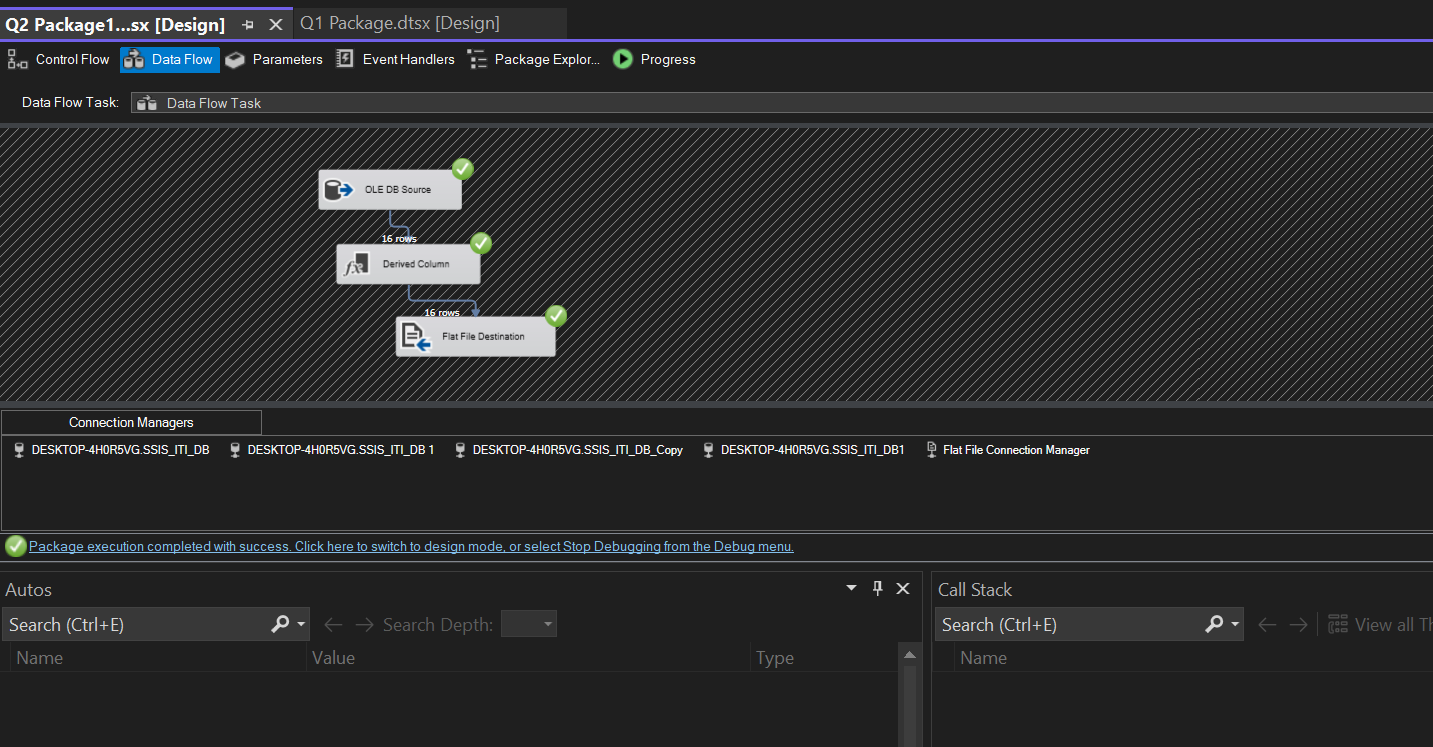 Q2 Package1...sx [Design] Q1 Package.dtsx [Design]
Control Flow Data Flow Parameters Event Handlers Package Explor... Progress
Data Flow Task: Data Flow Task
OLE DB Source
16 rows
Derived Column
16 rows
Flat File Destination
Connection Managers
DESKTOP-4H0R5VG.SSIS_ITI_DB DESKTOP-4H0R5VG.SSIS_ITI_DB 1 DESKTOP-4H0R5VG.SSIS_ITI_DB_Copy DESKTOP-4H0R5VG.SSIS_ITI_DB1 Flat File Connection Manager
Package execution completed with success. Click here to switch to design mode, or select Stop Debugging from the Debug menu.
Autos Call Stack
Search (Ctrl+E) Search Depth: Search (Ctrl+E) View all Th
Name Value Type Name